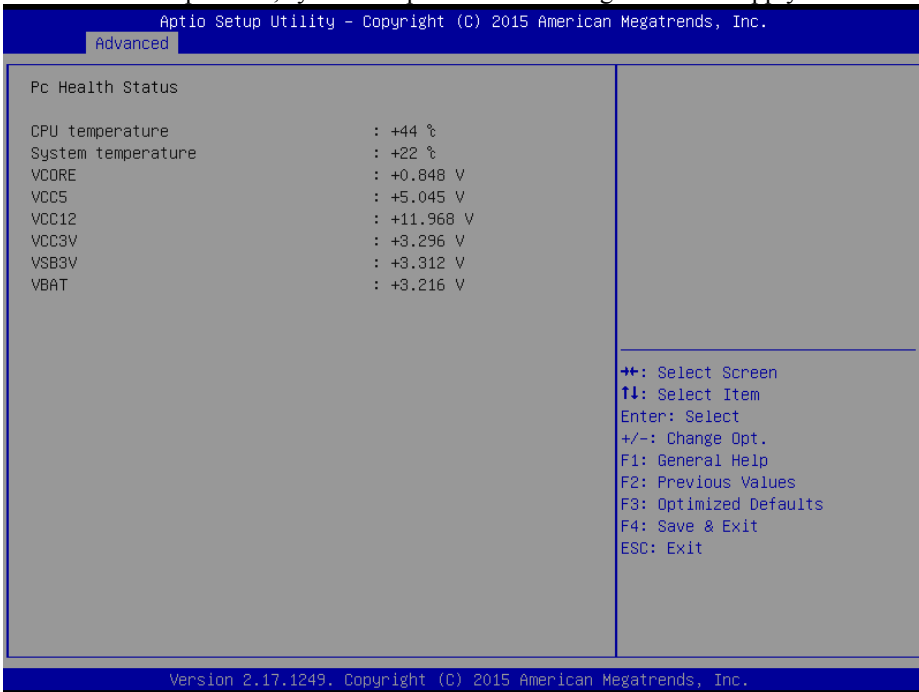 Aptio Setup Utility – Copyright (C) 2015 American Megatrends, Inc.
Advanced
Pc Health Status
CPU temperature : +44 ℃
System temperature : +22 ℃
VCORE : +0.848 V
VCC5 : +5.045 V
VCC12 : +11.968 V
VCC3V : +3.296 V
VSB3V : +3.312 V
VBAT : +3.216 V
→←: Select Screen
↑↓: Select Item
Enter: Select
+/-: Change Opt.
F1: General Help
F2: Previous Values
F3: Optimized Defaults
F4: Save & Exit
ESC: Exit
Version 2.17.1249. Copyright (C) 2015 American Megatrends, Inc.